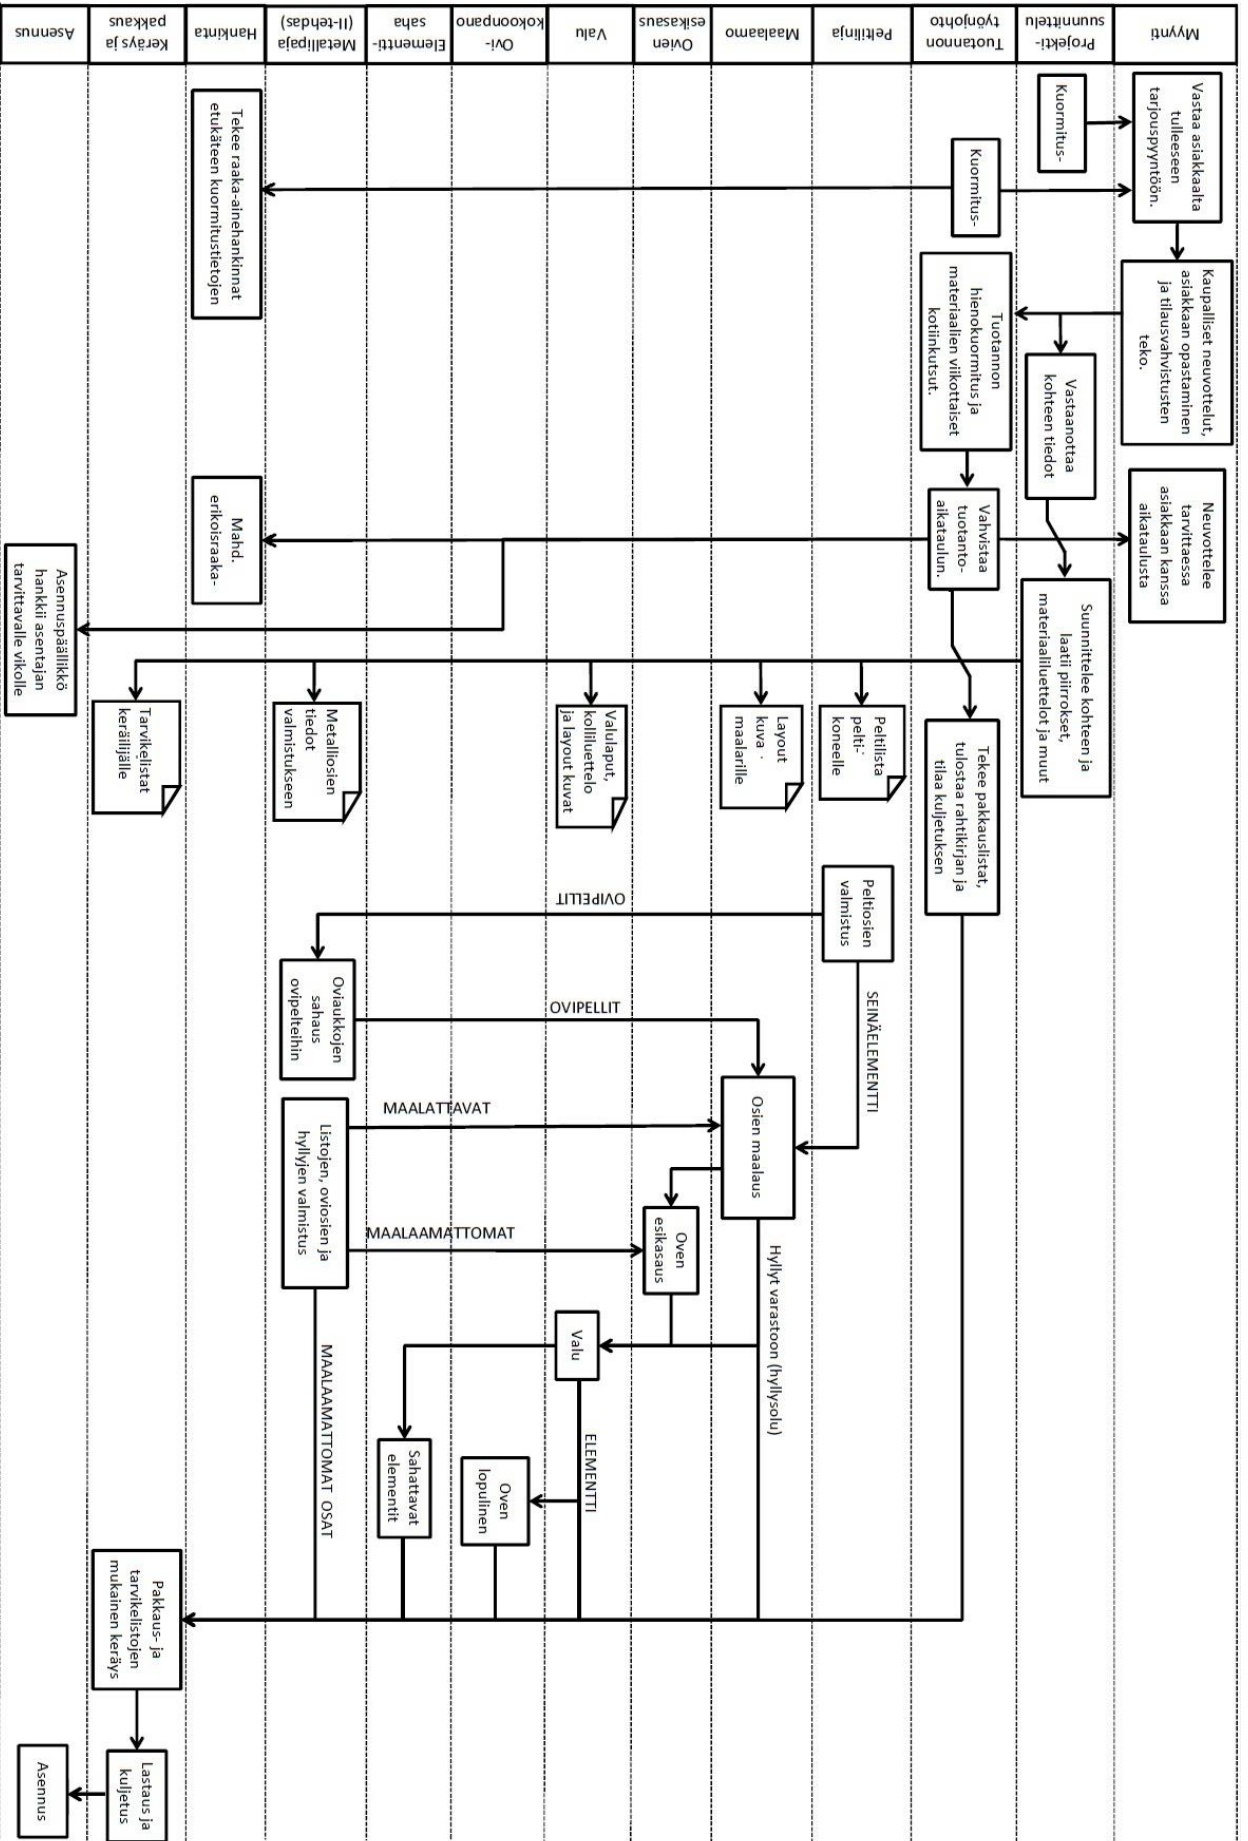 Myynti
Projekti-
suunnittelu
Tuotannon
työnjohto
Peltilinja
Maalaamo
Ovien
esikasaus
Valu
Ovi-
kokoonpano
Elementti-
saha
Metallipaja
(II-tehdas)
Hankinta
Keräys ja
pakkaus
Asennus
Vastaa asiakkaalta
tulleeseen
tarjouspyyntöön.
Kaupalliset neuvottelut,
asiakkaan opastaminen
ja tilausvahvistusten
teko.
Neuvottelee
tarvittaessa
asiakkaan kanssa
aikataulusta
Kuormitus-
Vastaanottaa
kohteen tiedot
Suunnittelee kohteen ja
laatii piirrokset,
materiaaliluettelot ja muut
Kuormitus-
Tuotannon
hienokuormitus ja
materiaalien viikottaiset
kotiinkutsut.
Vahvistaa
tuotanto-
aikataulun.
Tekee pakkauslistat,
tulostaa rahtikirjan ja
tilaa kuljetuksen
Peltilista
pelti-
koneelle
Peltiosien
valmistus
SEINÄELEMENTTI
Layout
kuva
maalarille
Osien maalaus
Hyllyt varastoon (hyllysolu)
Oven
esikasaus
Valulaput,
kolliluettelo
ja layout kuvat
OVIPELLIT
OVIPELLIT
Valu
ELEMENTTI
Oven
lopulinen
MAALATTAVAT
MAALAAMATTOMAT
Sahattavat
elementit
Metalliosien
tiedot
valmistukseen
Oviaukkojen
sahaus
ovipelteihin
Listojen, oviosien ja
hyllyjen valmistus
MAALAAMATTOMAT OSAT
Tekee raaka-ainehankinnat
etukäteen kuormitustietojen
Mahd.
erikoisraaka-
Tarvikelistat
keräilijälle
Pakkaus- ja
tarvikelistojen
mukainen keräys
Lastaus ja
kuljetus
Asennuspäällikkö
hankkii asentajan
tarvittavalle vikolle
Asennus